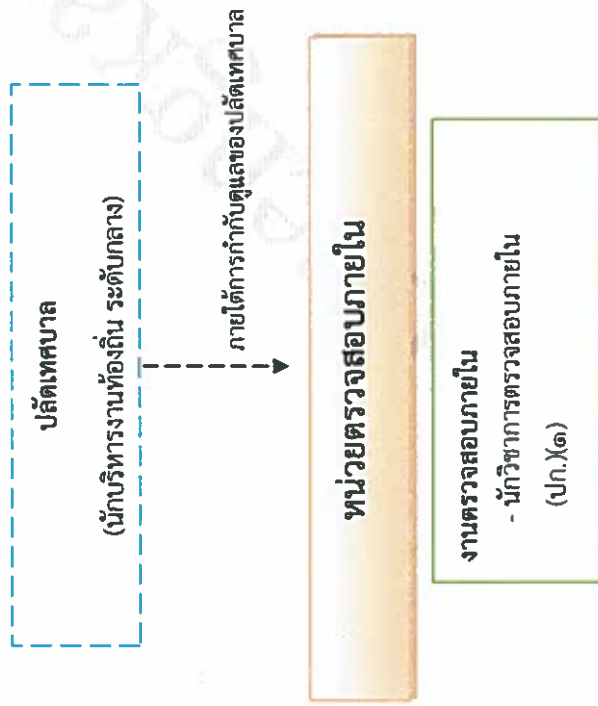 ปลัดเทศบาล
(นักบริหารงานท้องถิ่น ระดับกลาง)
ภายใต้การกำกับดูแลของปลัดเทศบาล
หน่วยตรวจสอบภายใน
งานตรวจสอบภายใน
- นักวิชาการตรวจสอบภายใน
(ปก.)(๑)